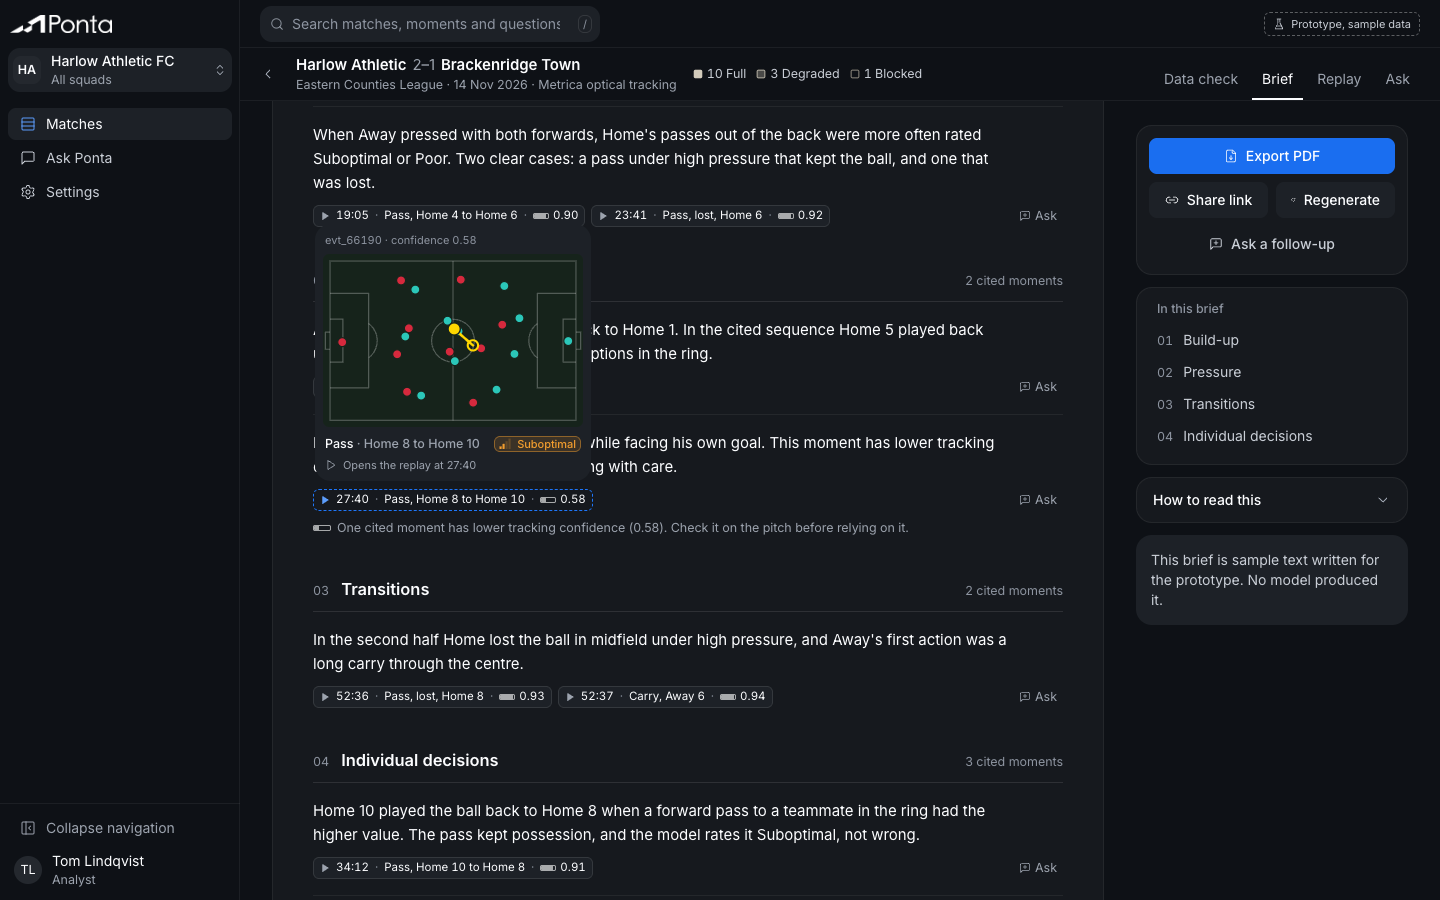 Ponta
Search matches, moments and questions
/
Prototype, sample data
HA
Harlow Athletic FC
All squads
Matches
Ask Ponta
Settings
Harlow Athletic 2–1 Brackenridge Town
Eastern Counties League · 14 Nov 2026 · Metrica optical tracking
10 Full
3 Degraded
1 Blocked
Data check
Brief
Replay
Ask
When Away pressed with both forwards, Home's passes out of the back were more often rated
Suboptimal or Poor. Two clear cases: a pass under high pressure that kept the ball, and one that
was lost.
19:05 · Pass, Home 4 to Home 6 · 0.90
23:41 · Pass, lost, Home 6 · 0.92
Ask
evt_66190 · confidence 0.58
2 cited moments
k to Home 1. In the cited sequence Home 5 played back
ptions in the ring.
Ask
Pass · Home 8 to Home 10
Suboptimal
Opens the replay at 27:40
while facing his own goal. This moment has lower tracking
with care.
27:40 · Pass, Home 8 to Home 10 · 0.58
Ask
One cited moment has lower tracking confidence (0.58). Check it on the pitch before relying on it.
03 Transitions
2 cited moments
In the second half Home lost the ball in midfield under high pressure, and Away's first action was a
long carry through the centre.
52:36 · Pass, lost, Home 8 · 0.93
52:37 · Carry, Away 6 · 0.94
Ask
04 Individual decisions
3 cited moments
Home 10 played the ball back to Home 8 when a forward pass to a teammate in the ring had the
higher value. The pass kept possession, and the model rates it Suboptimal, not wrong.
34:12 · Pass, Home 10 to Home 8 · 0.91
Ask
Export PDF
Share link
Regenerate
Ask a follow-up
In this brief
01 Build-up
02 Pressure
03 Transitions
04 Individual decisions
How to read this
This brief is sample text written for
the prototype. No model produced
it.
Collapse navigation
TL
Tom Lindqvist
Analyst